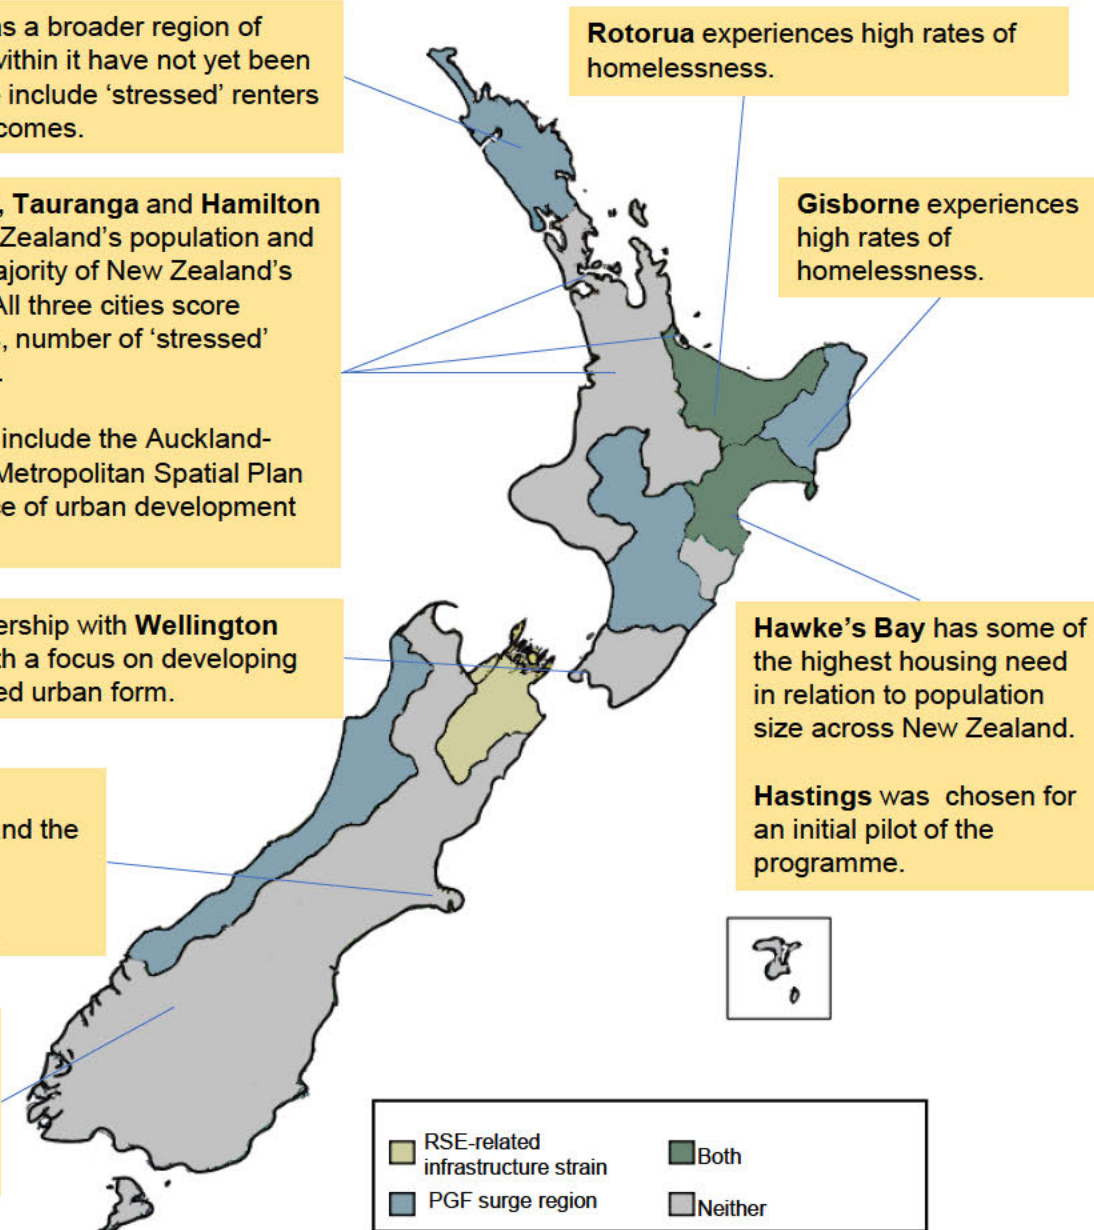 as a broader region of
within it have not yet been
include ‘stressed’ renters
comes.
Rotorua experiences high rates of
homelessness.
, Tauranga and Hamilton
Zealand’s population and
ajority of New Zealand’s
All three cities score
, number of ‘stressed’
.
include the Auckland-
Metropolitan Spatial Plan
ce of urban development
Gisborne experiences
high rates of
homelessness.
ership with Wellington
th a focus on developing
ed urban form.
Hawke’s Bay has some of
the highest housing need
in relation to population
size across New Zealand.
Hastings was chosen for
an initial pilot of the
programme.
nd the
RSE-related
infrastructure strain
PGF surge region
Both
Neither